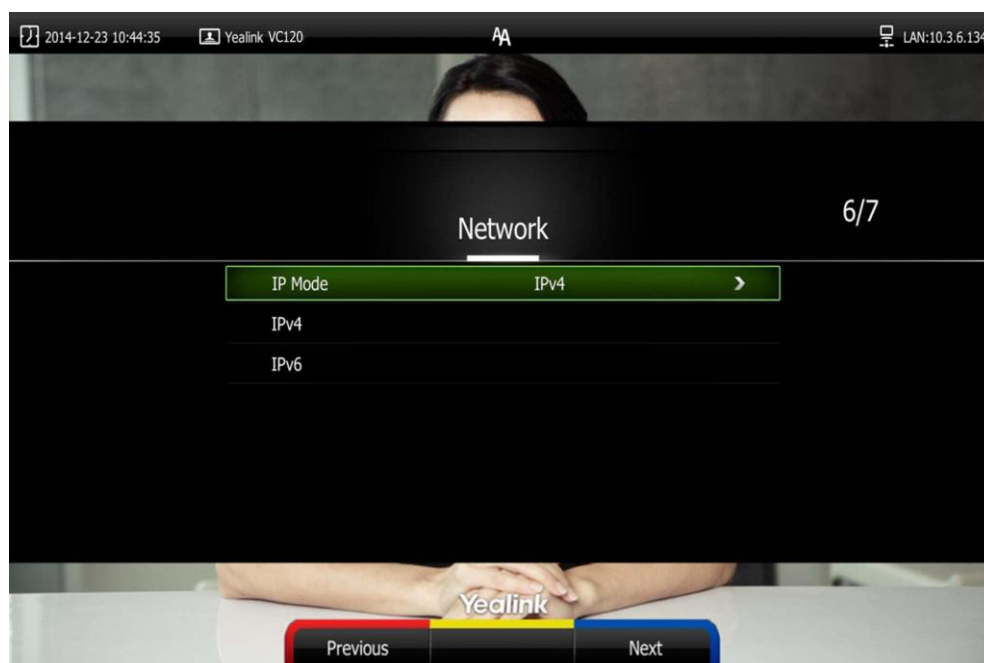 2014-12-23 10:44:35 Yealink VC120 AA LAN:10.3.6.134
6/7
Network
IP Mode IPv4
IPv4
IPv6
Yealink
Previous Next